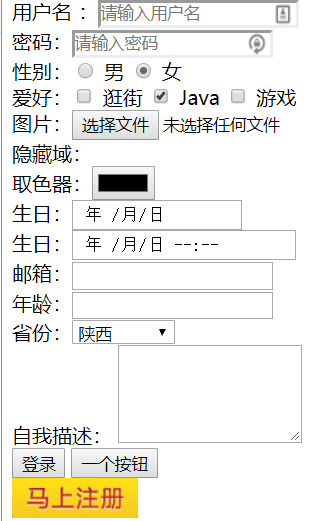 用户名 ：请输入用户名
密码：请输入密码
性别： 男 女
爱好： 逛街 Java 游戏
图片：选择文件 未选择任何文件
隐藏域：
取色器：
生日： 年 /月/日
生日： 年 /月/日 --:--
邮箱：
年龄：
省份：陕西
自我描述：
登录 一个按钮
马上注册